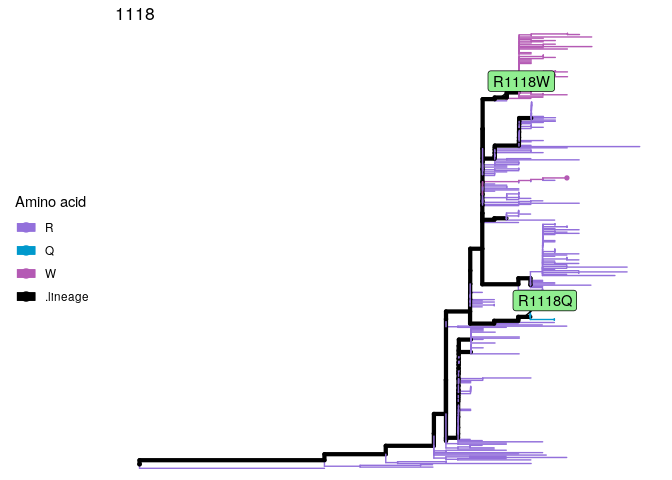 1118
R1118W
Amino acid
R
Q
W
.lineage
R1118Q